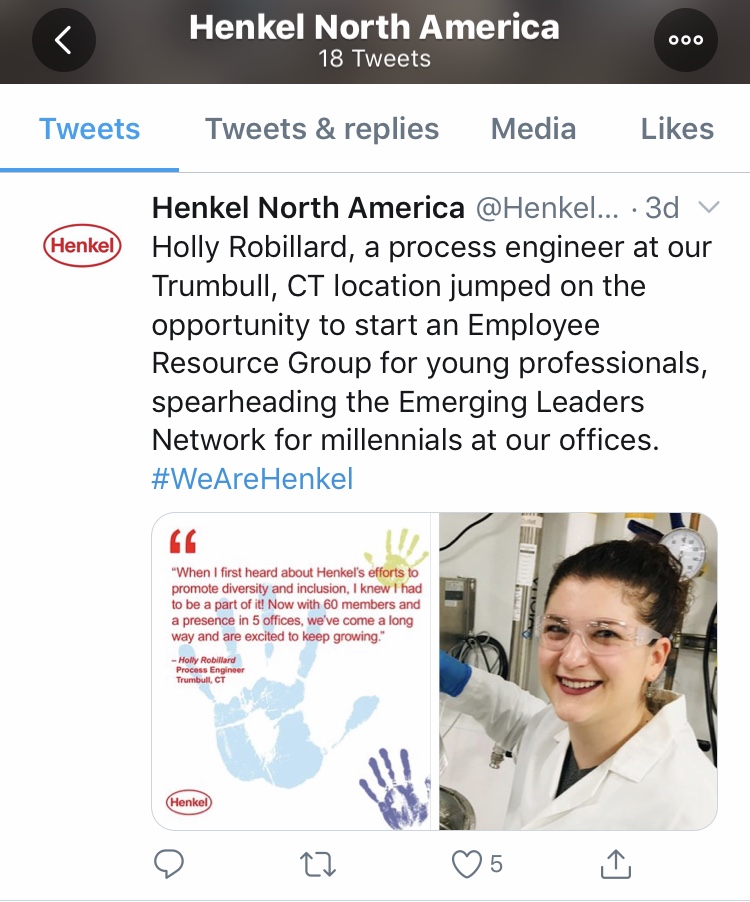 Henkel North America
18 Tweets
Tweets Tweets & replies Media Likes
Henkel North America @Henkel... · 3d
Henkel
Holly Robillard, a process engineer at our
Trumbull, CT location jumped on the
opportunity to start an Employee
Resource Group for young professionals,
spearheading the Emerging Leaders
Network for millennials at our offices.
#WeAreHenkel
“
“When I first heard about Henkel's efforts to
promote diversity and inclusion, I knew I had
to be a part of it! Now with 60 members and
a presence in 5 offices, we've come a long
way and are excited to keep growing.”
– Holly Robillard
Process Engineer
Trumbull, CT
Henkel
5